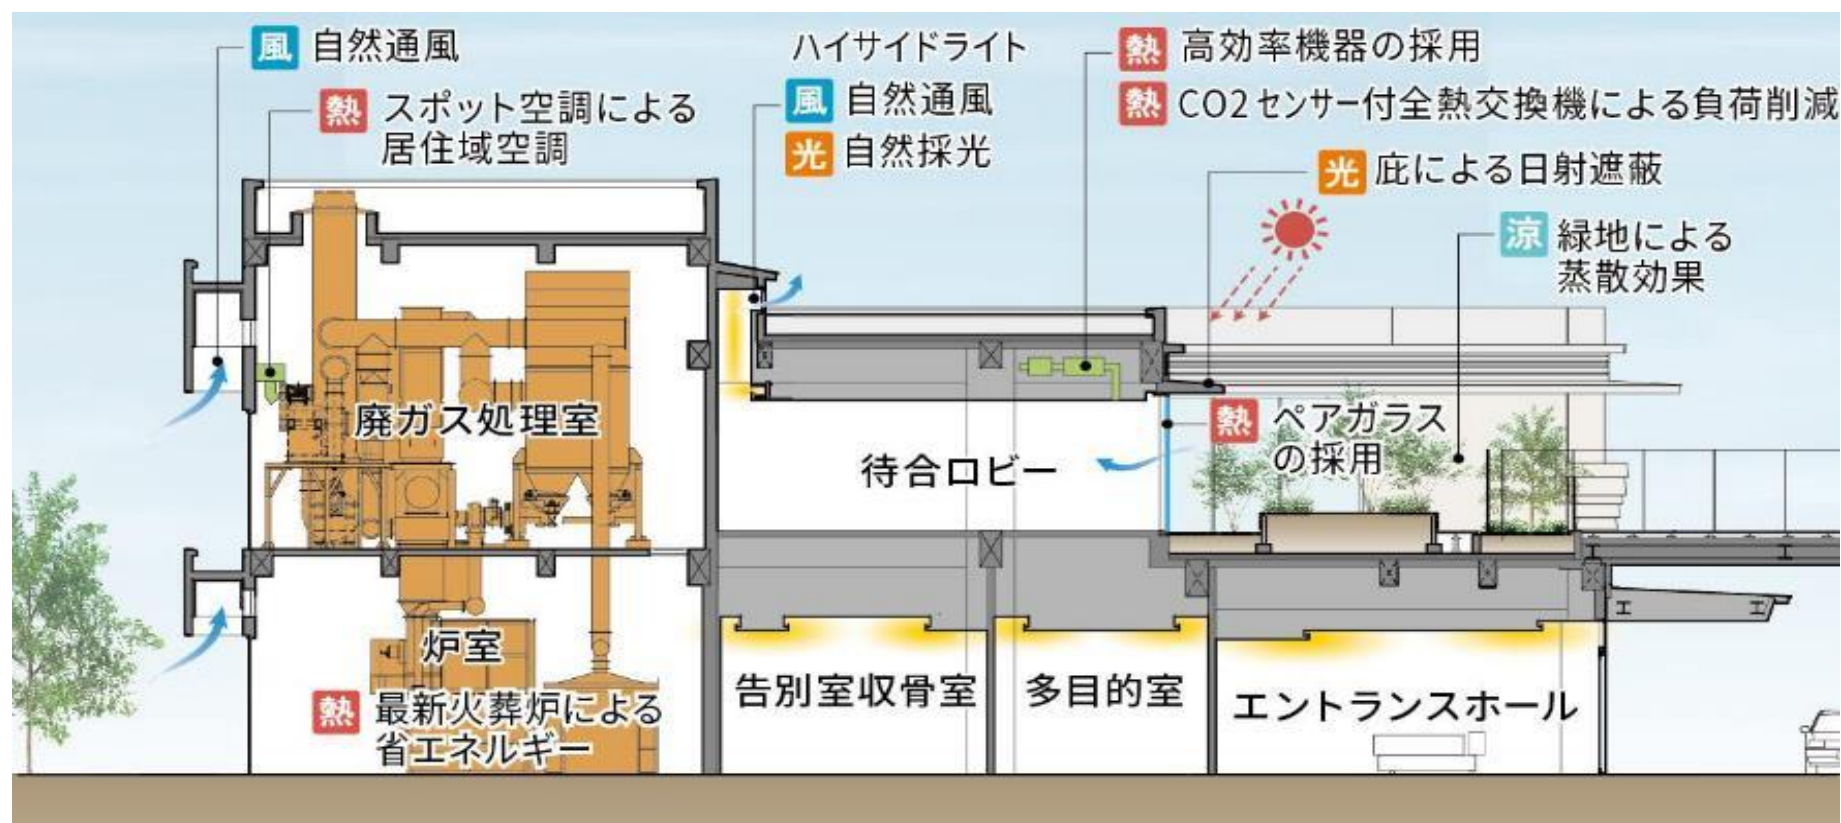 風 自然通風
熱 スポット空調による
居住域空調
ハイサイドライト
風 自然通風
光 自然採光
熱 高効率機器の採用
熱 CO2センサー付全熱交換機による負荷削減
光 庇による日射遮蔽
涼 緑地による
蒸散効果
廃ガス処理室
待合ロビー
熱 ペアガラス
の採用
炉室
熱 最新火葬炉による
省エネルギー
告別室収骨室
多目的室
エントランスホール